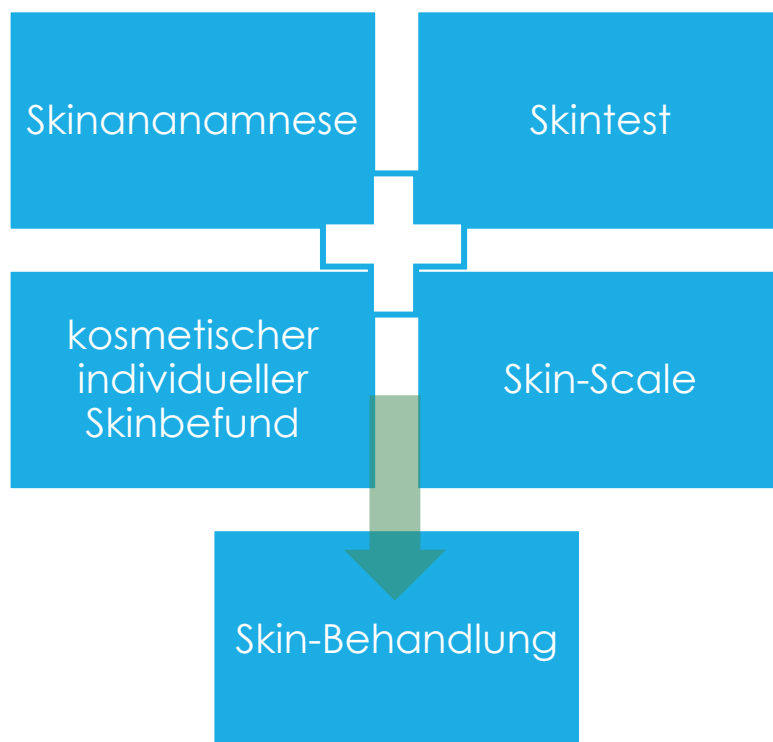 Skinananamnese
Skintest
kosmetischer
individueller
Skinbefund
Skin-Scale
Skin-Behandlung